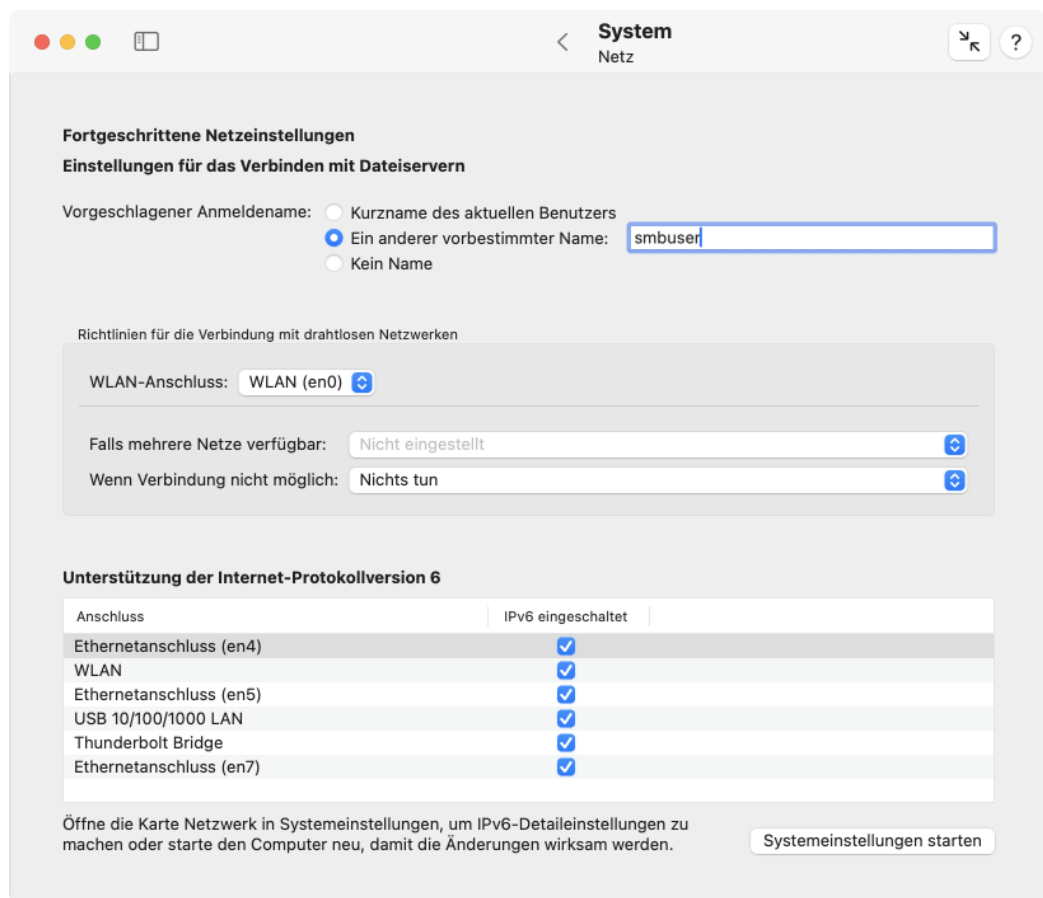 System
Netz
?
Fortgeschrittene Netzeinstellungen
Einstellungen für das Verbinden mit Dateiservern
Vorgeschlagener Anmeldename:
Kurzname des aktuellen Benutzers
Ein anderer vorbestimmter Name: smbuser
Kein Name
Richtlinien für die Verbindung mit drahtlosen Netzwerken
WLAN-Anschluss: WLAN (en0)
Falls mehrere Netze verfügbar: Nicht eingestellt
Wenn Verbindung nicht möglich: Nichts tun
Unterstützung der Internet-Protokollversion 6
Anschluss IPv6 eingeschaltet
Ethernetanschluss (en4)
WLAN
Ethernetanschluss (en5)
USB 10/100/1000 LAN
Thunderbolt Bridge
Ethernetanschluss (en7)
Öffne die Karte Netzwerk in Systemeinstellungen, um IPv6-Detaileinstellungen zu
machen oder starte den Computer neu, damit die Änderungen wirksam werden.
Systemeinstellungen starten